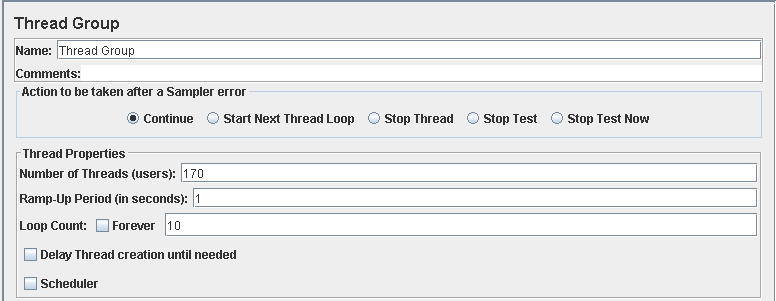 Thread Group
Name: Thread Group
Comments:
Action to be taken after a Sampler error
Continue Start Next Thread Loop Stop Thread Stop Test Stop Test Now
Thread Properties
Number of Threads (users): 170
Ramp-Up Period (in seconds): 1
Loop Count: Forever 10
Delay Thread creation until needed
Scheduler